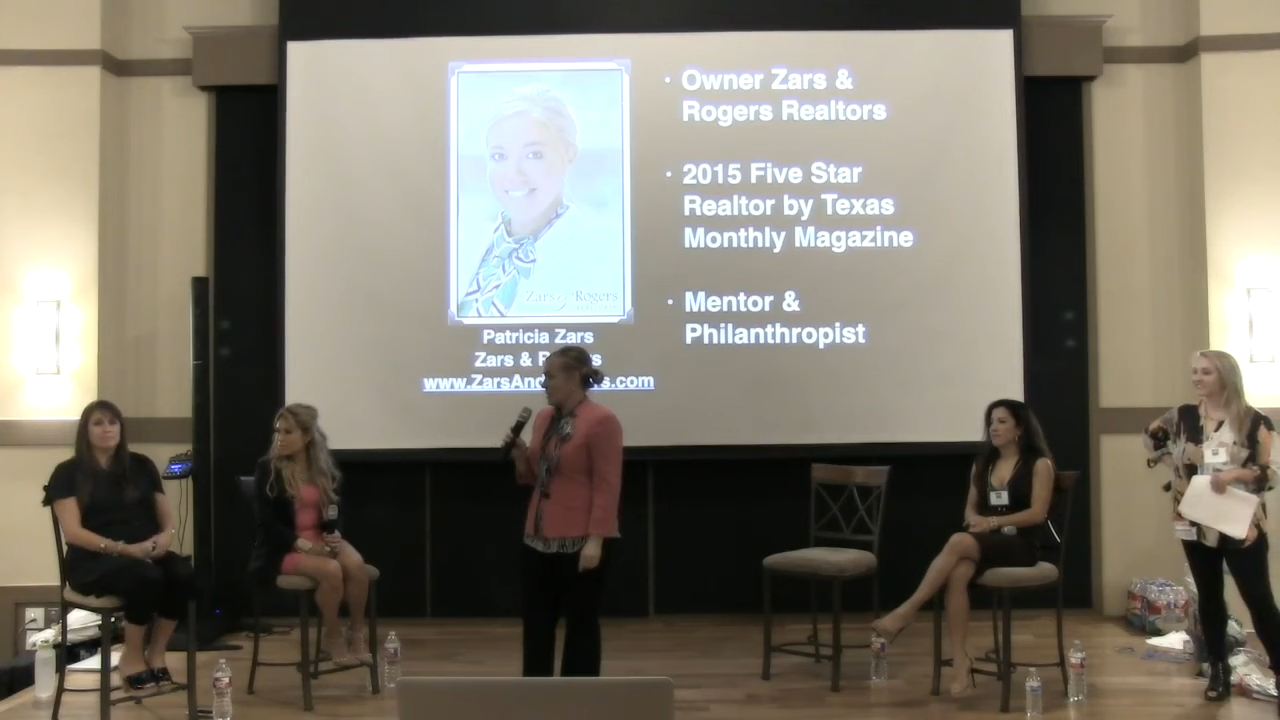 Owner Zars &
Rogers Realtors
2015 Five Star
Realtor by Texas
Monthly Magazine
Mentor &
Philanthropist
Zars & Rogers
Patricia Zars
Zars &